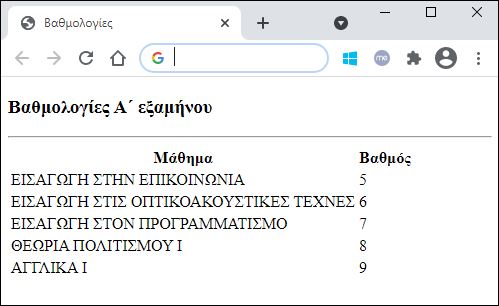 Βαθμολογίες
me
Βαθμολογίες Α΄ εξαμήνου
Μάθημα Βαθμός
ΕΙΣΑΓΩΓΗ ΣΤΗΝ ΕΠΙΚΟΙΝΩΝΙΑ 5
ΕΙΣΑΓΩΓΗ ΣΤΙΣ ΟΠΤΙΚΟΑΚΟΥΣΤΙΚΕΣ ΤΕΧΝΕΣ 6
ΕΙΣΑΓΩΓΗ ΣΤΟΝ ΠΡΟΓΡΑΜΜΑΤΙΣΜΟ 7
ΘΕΩΡΙΑ ΠΟΛΙΤΙΣΜΟΥ Ι 8
ΑΓΓΛΙΚΑ Ι 9